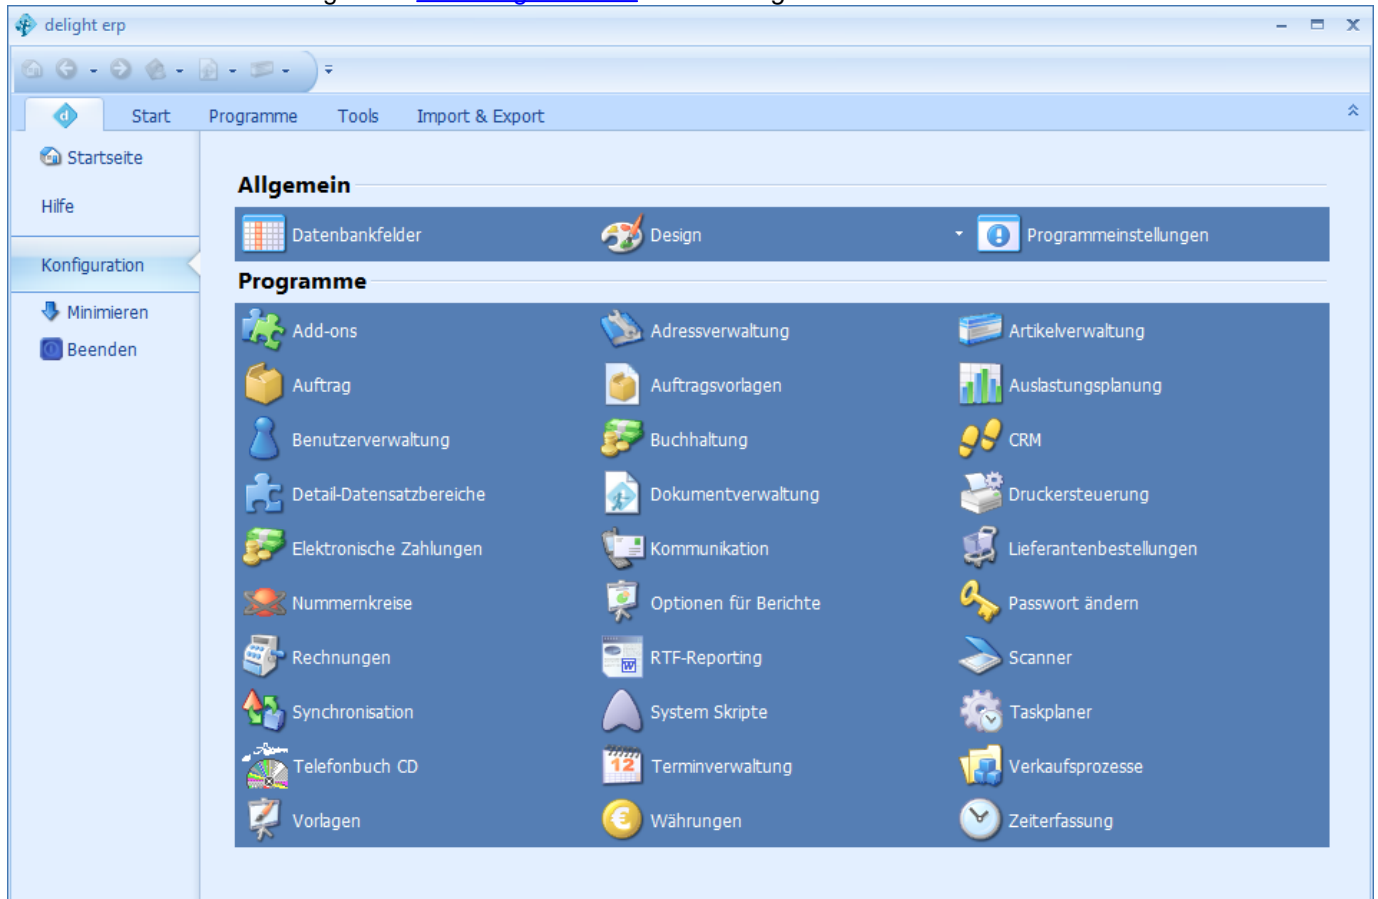 delight erp
Start Programme Tools Import & Export
Startseite
Hilfe
Konfiguration
Minimieren
Beenden
Allgemein
Datenbankfelder Design Programmeinstellungen
Programme
Add-ons Adressverwaltung Artikelverwaltung
Auftrag Auftragsvorlagen Auslastungsplanung
Benutzerverwaltung Buchhaltung CRM
Detail-Datensatzbereiche Dokumentverwaltung Druckersteuerung
Elektronische Zahlungen Kommunikation Lieferantenbestellungen
Nummernkreise Optionen für Berichte Passwort ändern
Rechnungen RTF-Reporting Scanner
Synchronisation System Skripte Taskplaner
Telefonbuch CD Terminverwaltung Verkaufsprozesse
Vorlagen Währungen Zeiterfassung